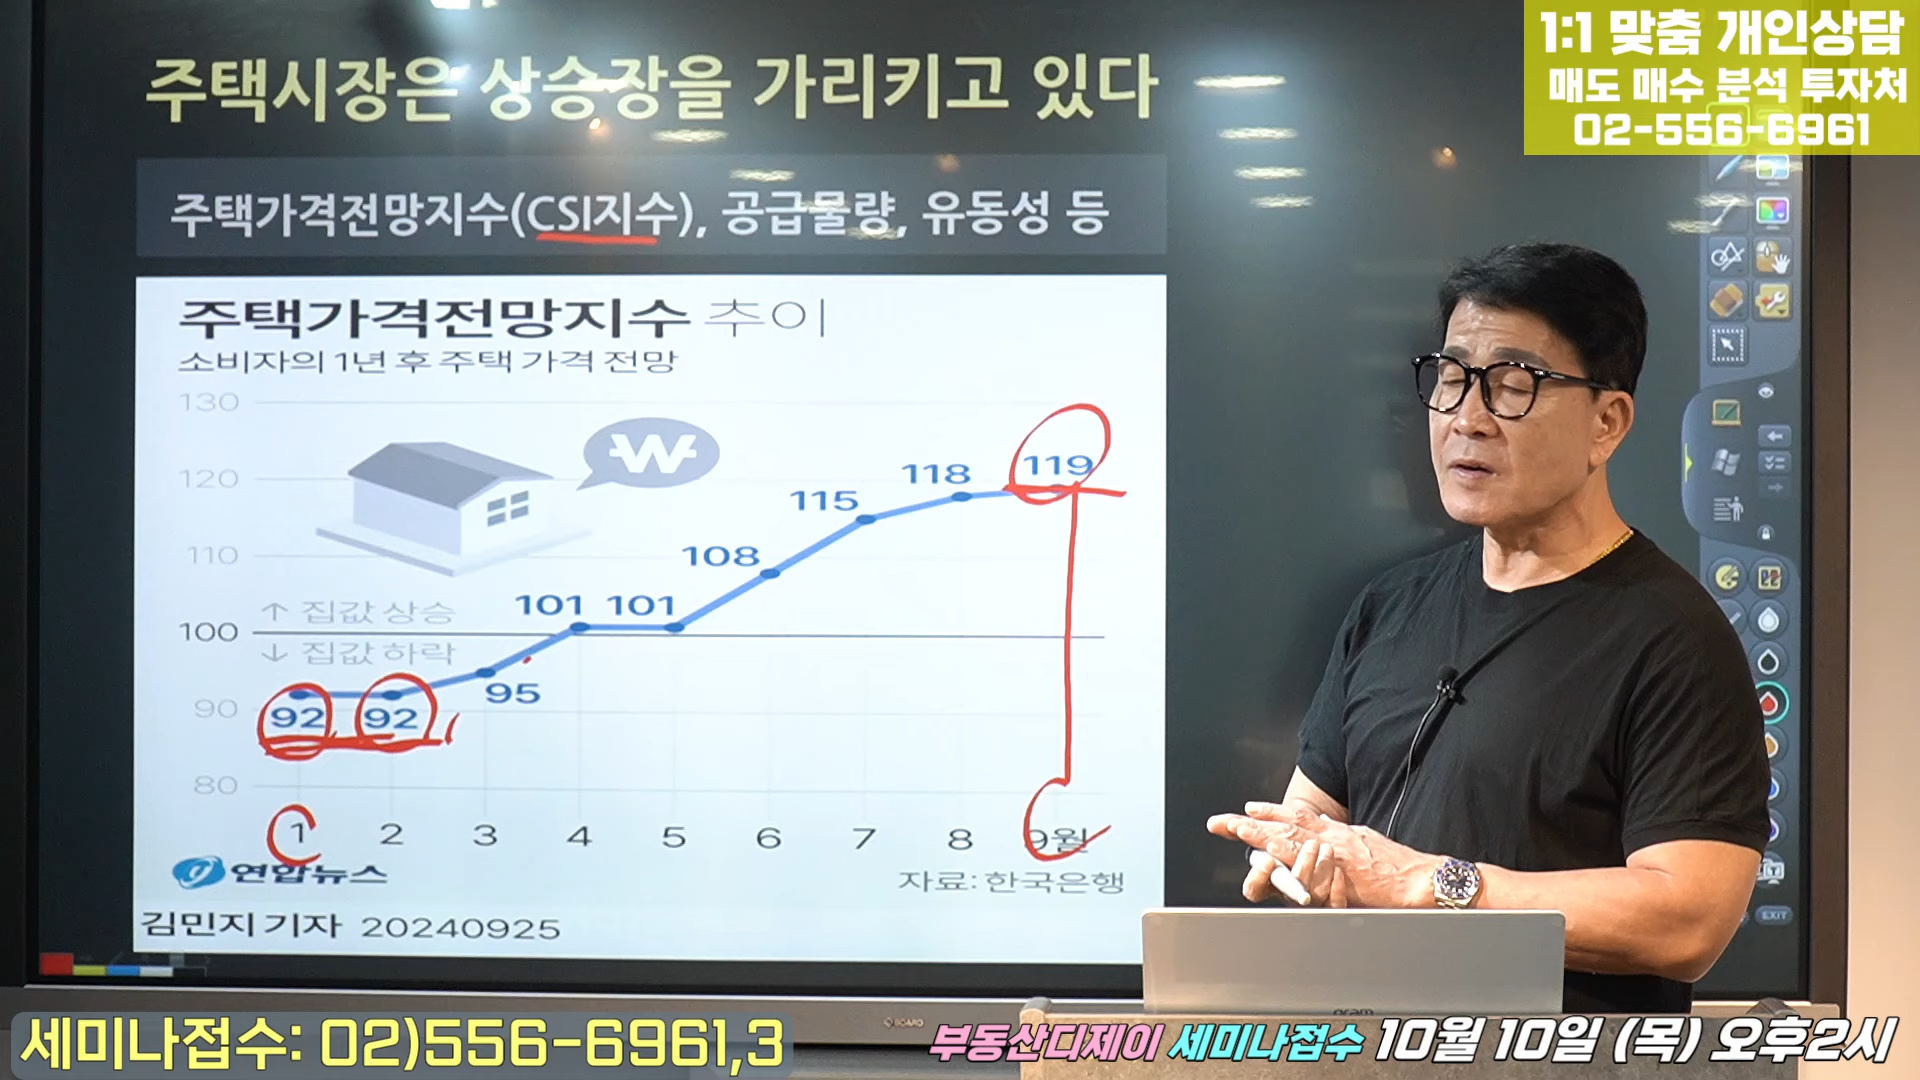 1:1 맞춤 개인상담
매도 매수 분석 투자처
02-556-6961
주택시장은 상승장을 가리키고 있다
주택가격전망지수(CSI지수), 공급물량, 유동성 등
주택가격전망지수 추이
소비자의 1년 후 주택 가격 전망
130
120
110
100
90
80
₩
↑ 집값 상승
↓ 집값 하락
92 92 95 101 101 108 115 118 119
1 2 3 4 5 6 7 8 9월
연합뉴스
자료: 한국은행
김민지 기자 20240925
EXIT
oram
세미나접수: 02)556-6961,3
부동산디제이 세미나접수 10월 10일 (목) 오후2시